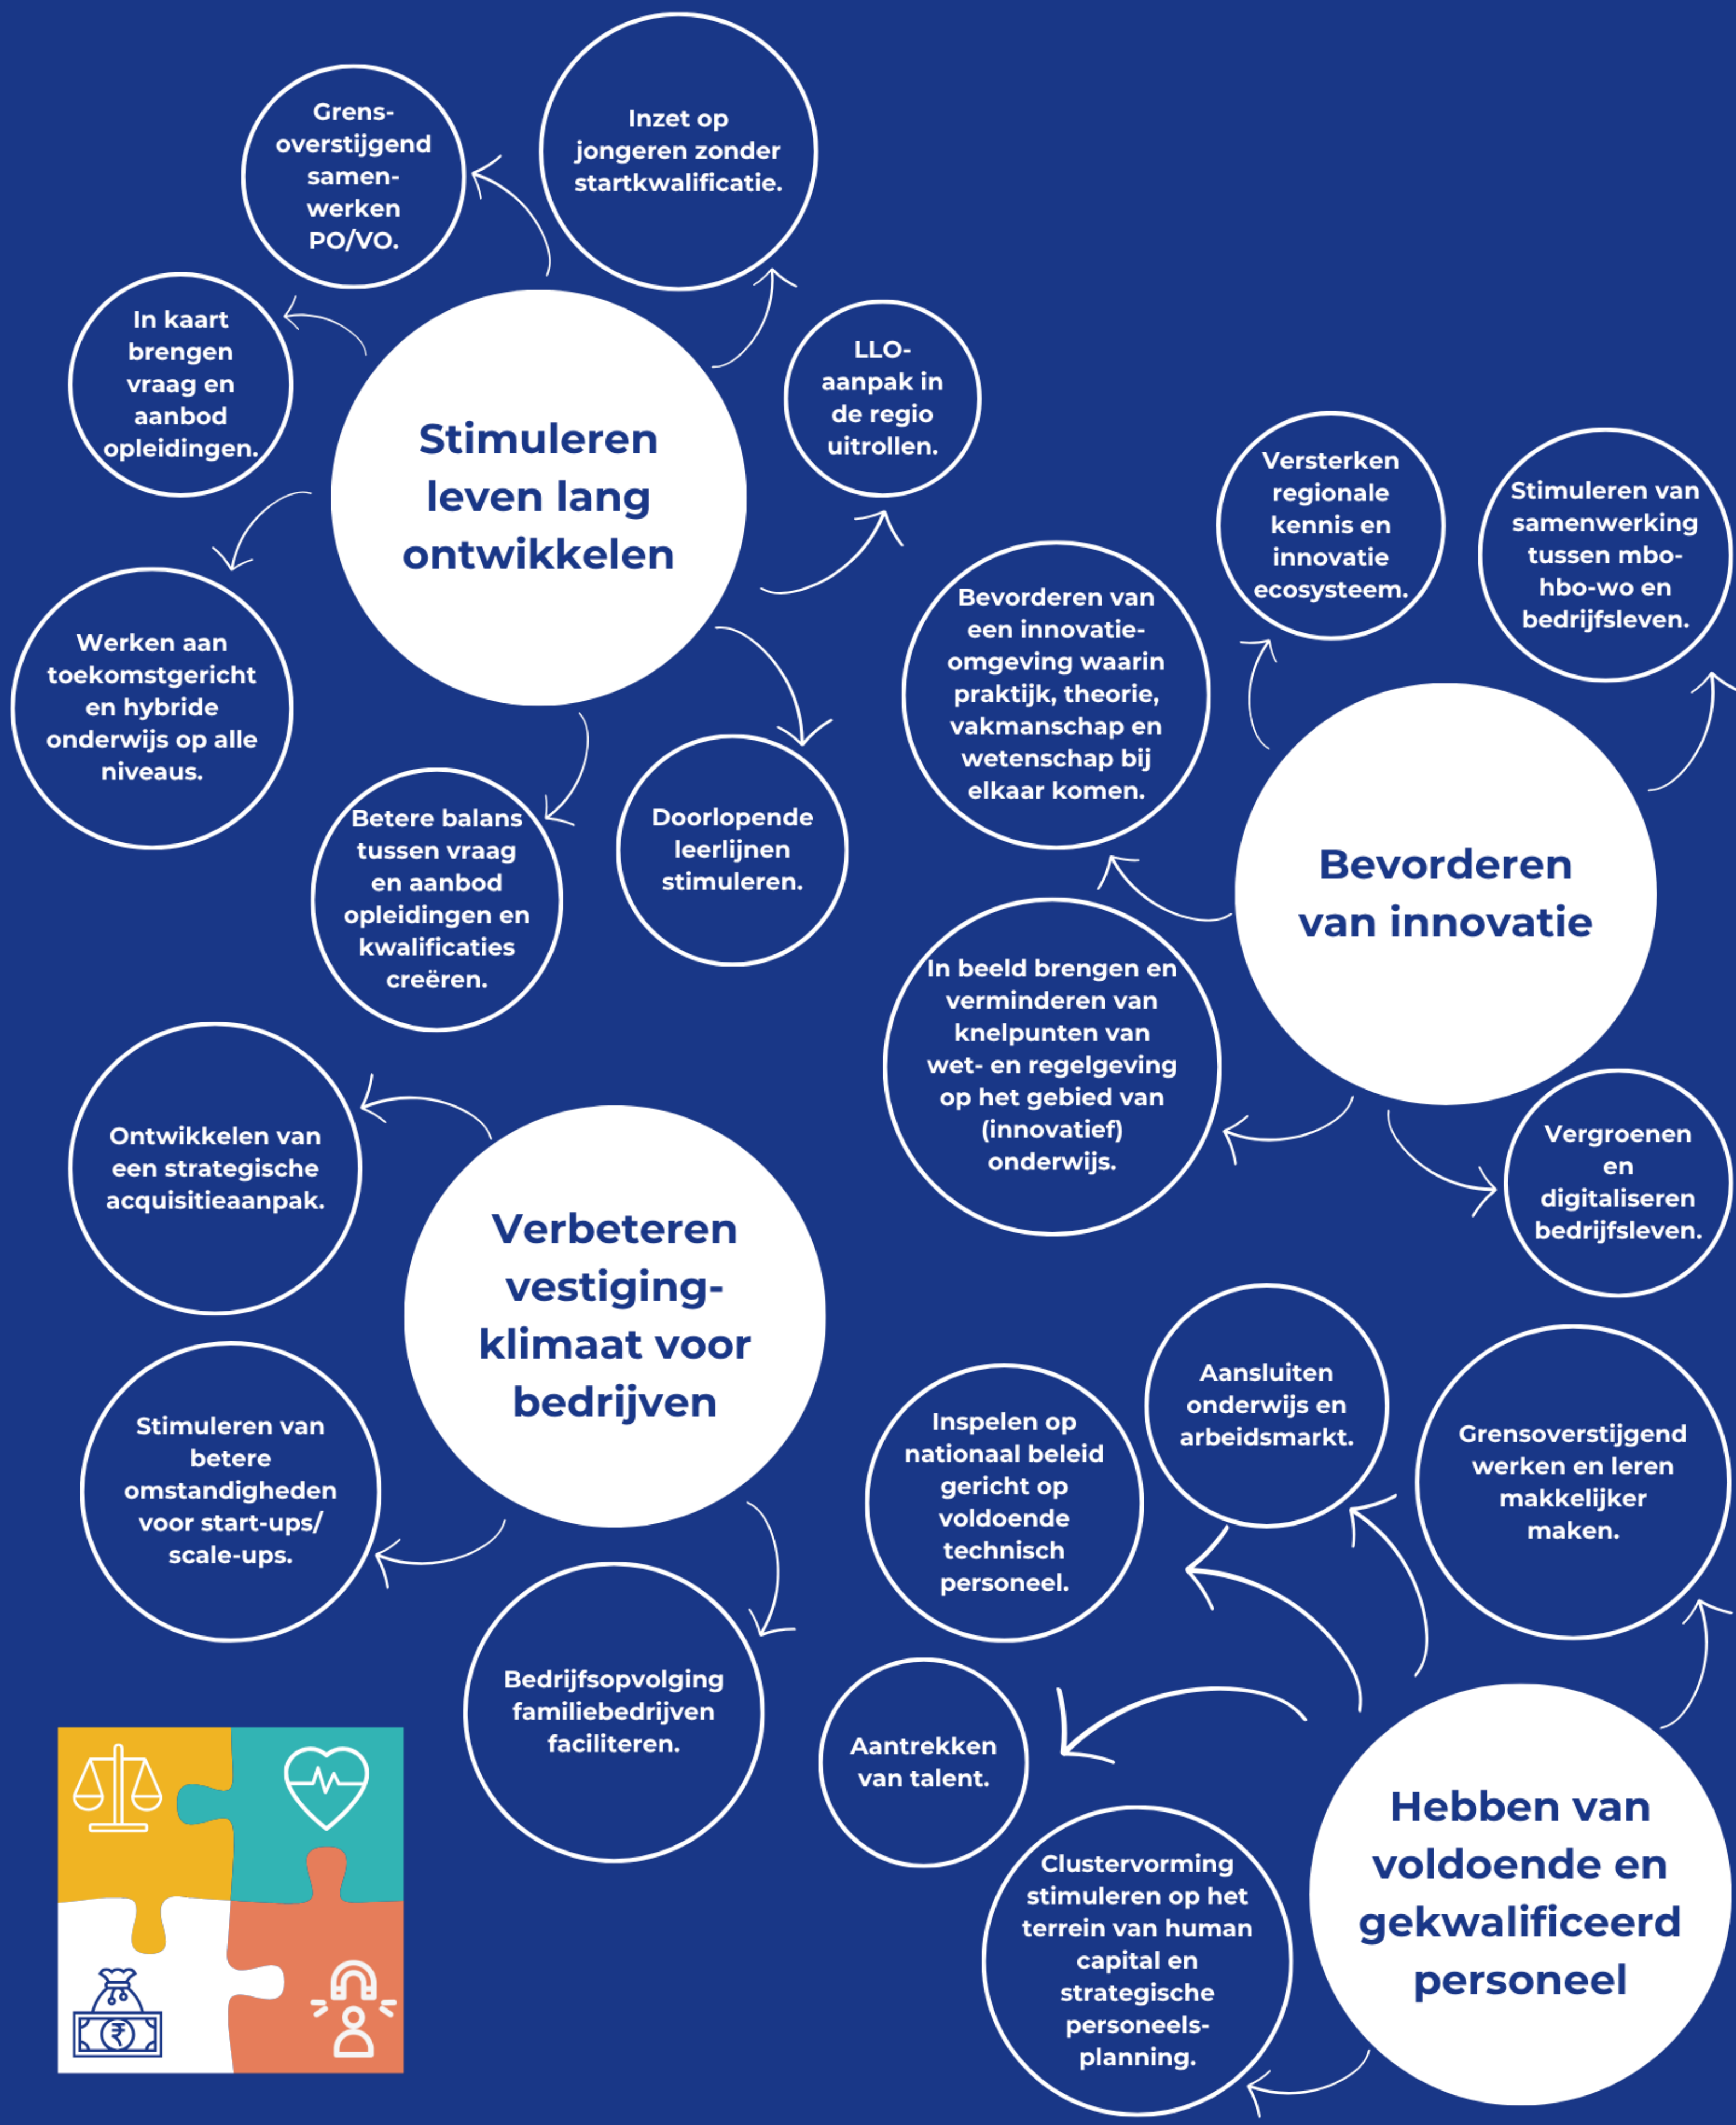 Grens-
overstijgend
samen-
werken
PO/VO.
Inzet op
jongeren zonder
startkwalificatie.
In kaart
brengen
vraag en
aanbod
opleidingen.
LLO-
aanpak in
de regio
uitrollen.
Stimuleren
leven lang
ontwikkelen
Werken aan
toekomstgericht
en hybride
onderwijs op alle
niveaus.
Betere balans
tussen vraag
en aanbod
opleidingen en
kwalificaties
creëren.
Doorlopende
leerlijnen
stimuleren.
Versterken
regionale
kennis en
innovatie
ecosysteem.
Stimuleren van
samenwerking
tussen mbo-
hbo-wo en
bedrijfsleven.
Bevorderen van
een innovatie-
omgeving waarin
praktijk, theorie,
vakmanschap en
wetenschap bij
elkaar komen.
Bevorderen
van innovatie
In beeld brengen en
verminderen van
knelpunten van
wet- en regelgeving
op het gebied van
(innovatief)
onderwijs.
Vergroenen
en
digitaliseren
bedrijfsleven.
Ontwikkelen van
een strategische
acquisitieaanpak.
Verbeteren
vestiging-
klimaat voor
bedrijven
Stimuleren van
betere
omstandigheden
voor start-ups/
scale-ups.
Bedrijfsopvolging
familiebedrijven
faciliteren.
Aansluiten
onderwijs en
arbeidsmarkt.
Grensoverstijgend
werken en leren
makkelijker
maken.
Inspelen op
nationaal beleid
gericht op
voldoende
technisch
personeel.
Aantrekken
van talent.
Hebben van
voldoende en
gekwalificeerd
personeel
Clustervorming
stimuleren op het
terrein van human
capital en
strategische
personeels-
planning.
₹